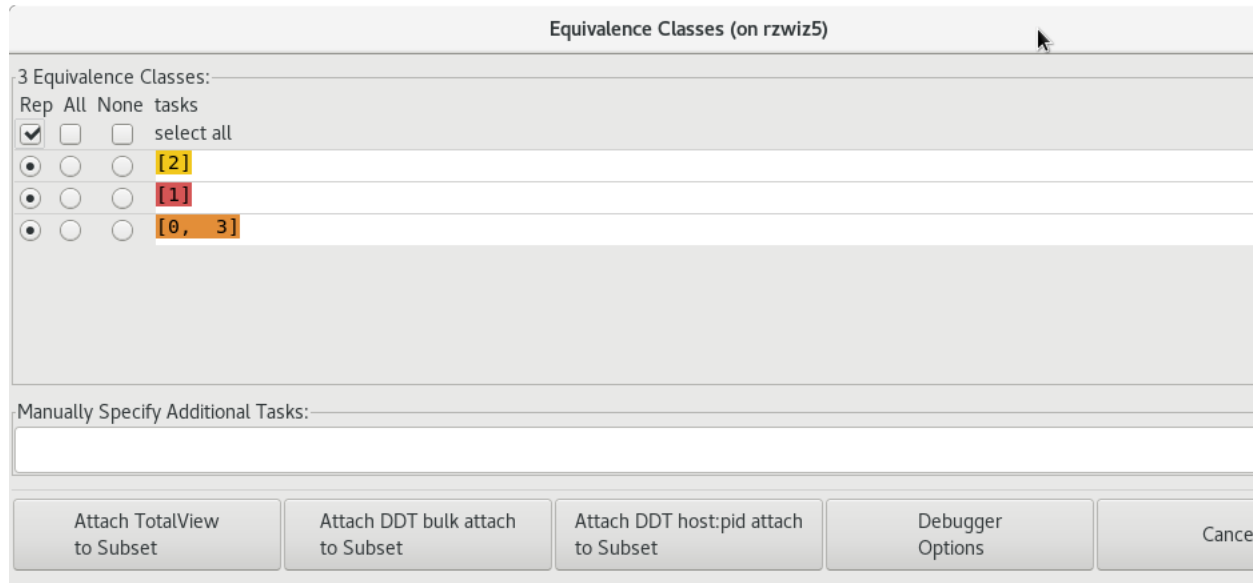 Equivalence Classes (on rzwiz5)
3 Equivalence Classes:
Rep All None tasks
select all
[2]
[1]
[0,  3]
Manually Specify Additional Tasks:
Attach TotalView
to Subset
Attach DDT bulk attach
to Subset
Attach DDT host:pid attach
to Subset
Debugger
Options
Cance